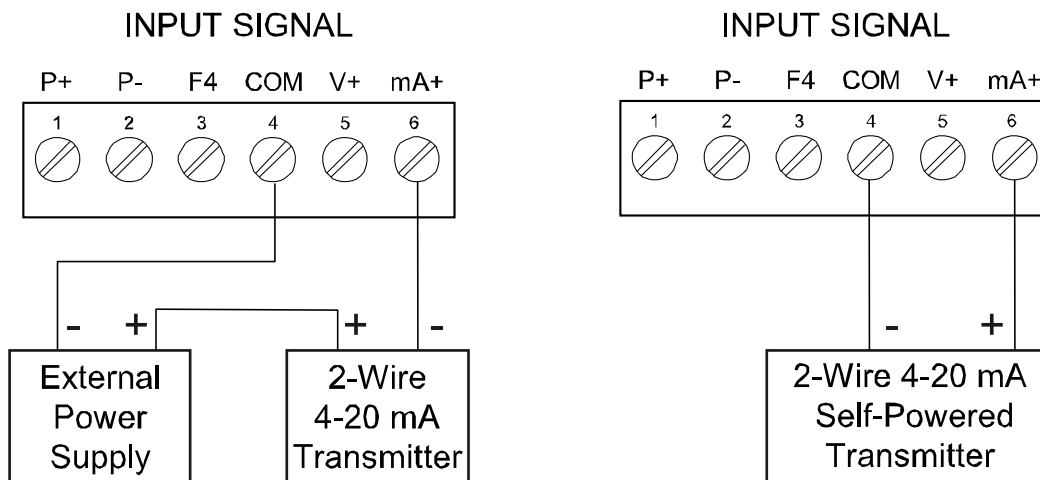 INPUT SIGNAL
P+ P- F4 COM V+ mA+
1 2 3 4 5 6
- + + -
External
Power
Supply
2-Wire
4-20 mA
Transmitter
INPUT SIGNAL
P+ P- F4 COM V+ mA+
1 2 3 4 5 6
- +
2-Wire 4-20 mA
Self-Powered
Transmitter